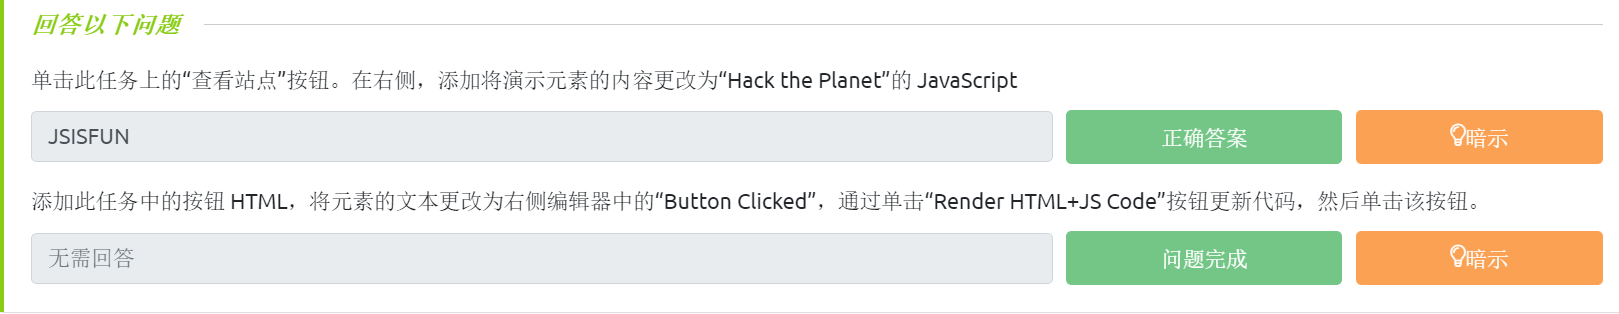 回答以下问题
单击此任务上的“查看站点”按钮。在右侧，添加将演示元素的内容更改为“Hack the Planet”的 JavaScript
JSISFUN
正确答案
暗示
添加此任务中的按钮 HTML，将元素的文本更改为右侧编辑器中的“Button Clicked”，通过单击“Render HTML+JS Code”按钮更新代码，然后单击该按钮。
无需回答
问题完成
暗示